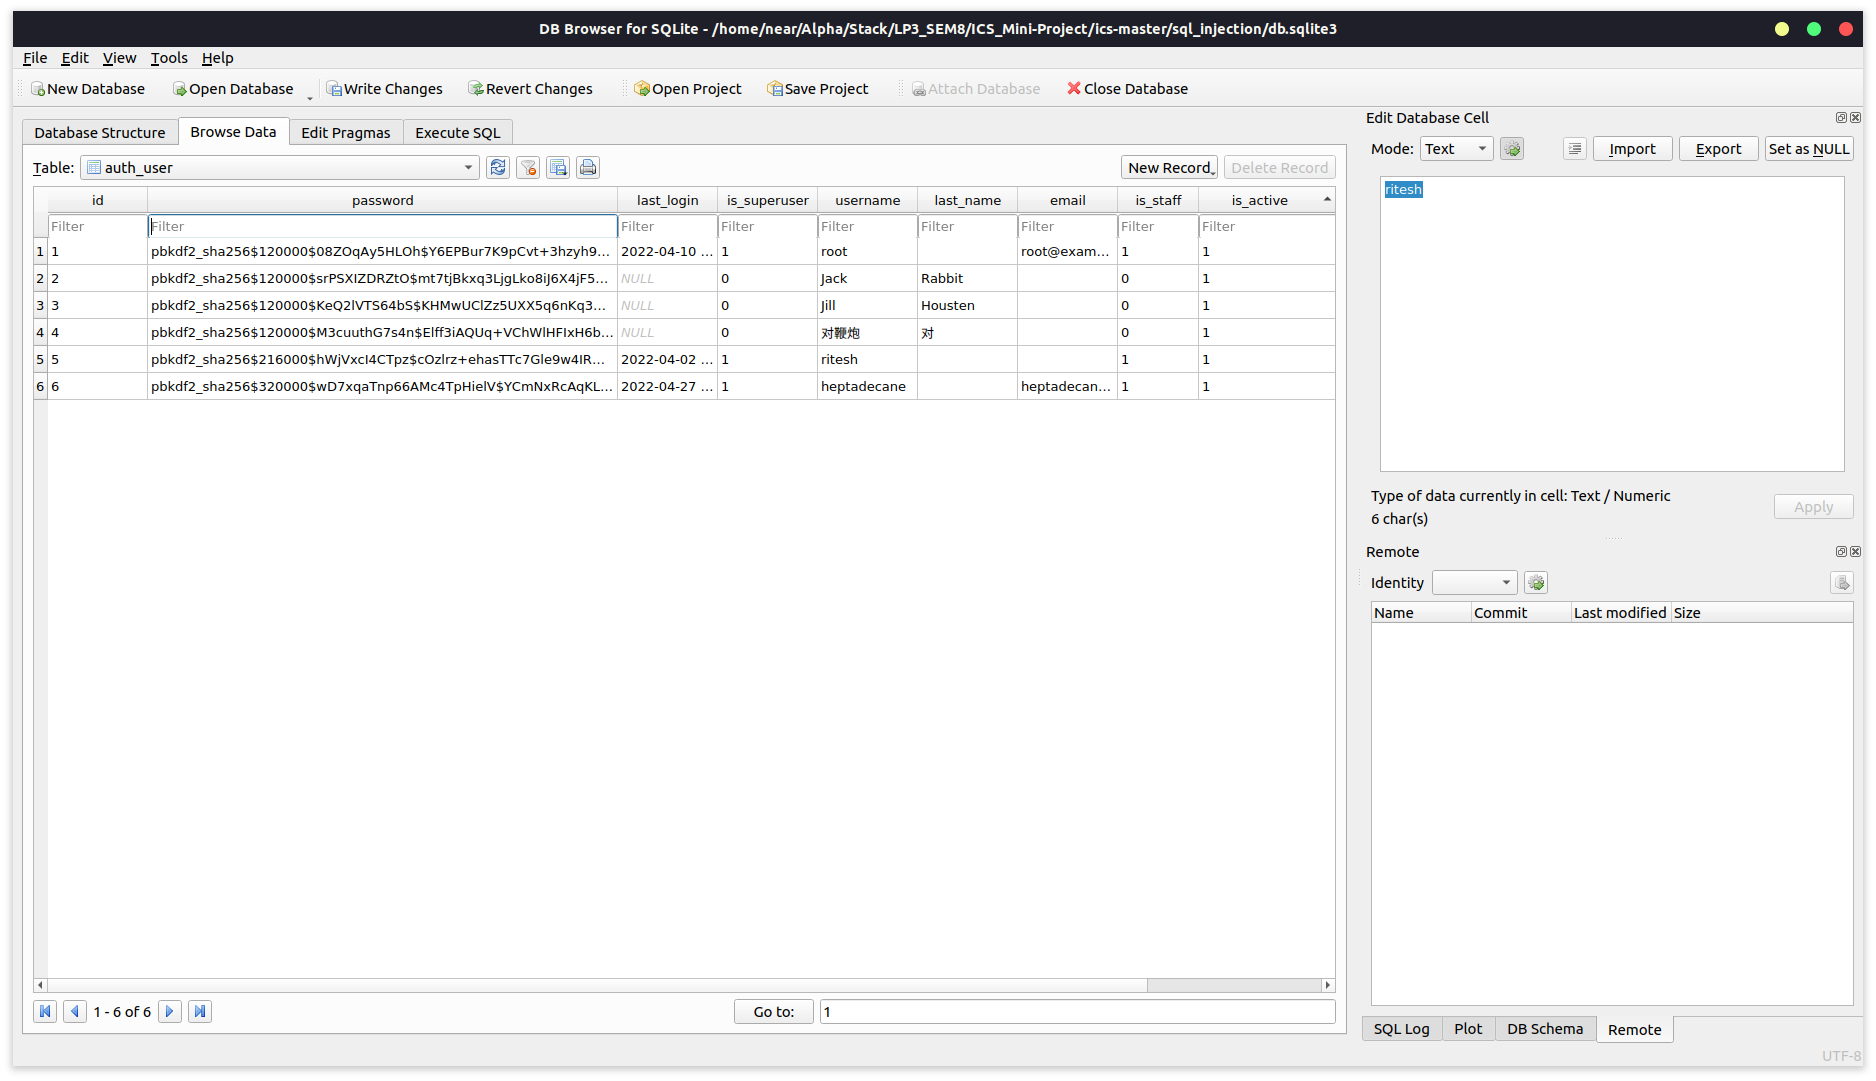 DB Browser for SQLite - /home/near/Alpha/Stack/LP3_SEM8/ICS_Mini-Project/ics-master/sql_injection/db.sqlite3
File Edit View Tools Help
New Database Open Database Write Changes Revert Changes Open Project Save Project Attach Database Close Database
Database Structure Browse Data Edit Pragmas Execute SQL
Table: auth_user New Record Delete Record
id password last_login is_superuser username last_name email is_staff is_active
Filter Filter Filter Filter Filter Filter Filter Filter Filter
1 1 pbkdf2_sha256$120000$08ZOqAy5HLOh$Y6EPBur7K9pCvt+3hzyh9... 2022-04-10 ... 1 root root@exam... 1 1
2 2 pbkdf2_sha256$120000$srPSXIZDRZtO$mt7tjBkxq3LjgLko8iJ6X4jF5... NULL 0 Jack Rabbit 0 1
3 3 pbkdf2_sha256$120000$KeQ2lVTS64bS$KHMwUClZz5UXX5q6nKq3... NULL 0 Jill Housten 0 1
4 4 pbkdf2_sha256$120000$M3cuuthG7s4n$Elff3iAQUq+VChWlHFIxH6b... NULL 0 对鞭炮 对 0 1
5 5 pbkdf2_sha256$216000$hWjVxcI4CTpz$cOzlrz+ehasTTc7Gle9w4IR... 2022-04-02 ... 1 ritesh 1 1
6 6 pbkdf2_sha256$320000$wD7xqaTnp66AMc4TpHielV$YCmNxRcAqKL... 2022-04-27 ... 1 heptadecane heptadecan... 1 1
1 - 6 of 6 Go to: 1
Edit Database Cell
Mode: Text Import Export Set as NULL
ritesh
Type of data currently in cell: Text / Numeric
6 char(s)
Apply
Remote
Identity
Name Commit Last modified Size
SQL Log Plot DB Schema Remote
UTF-8